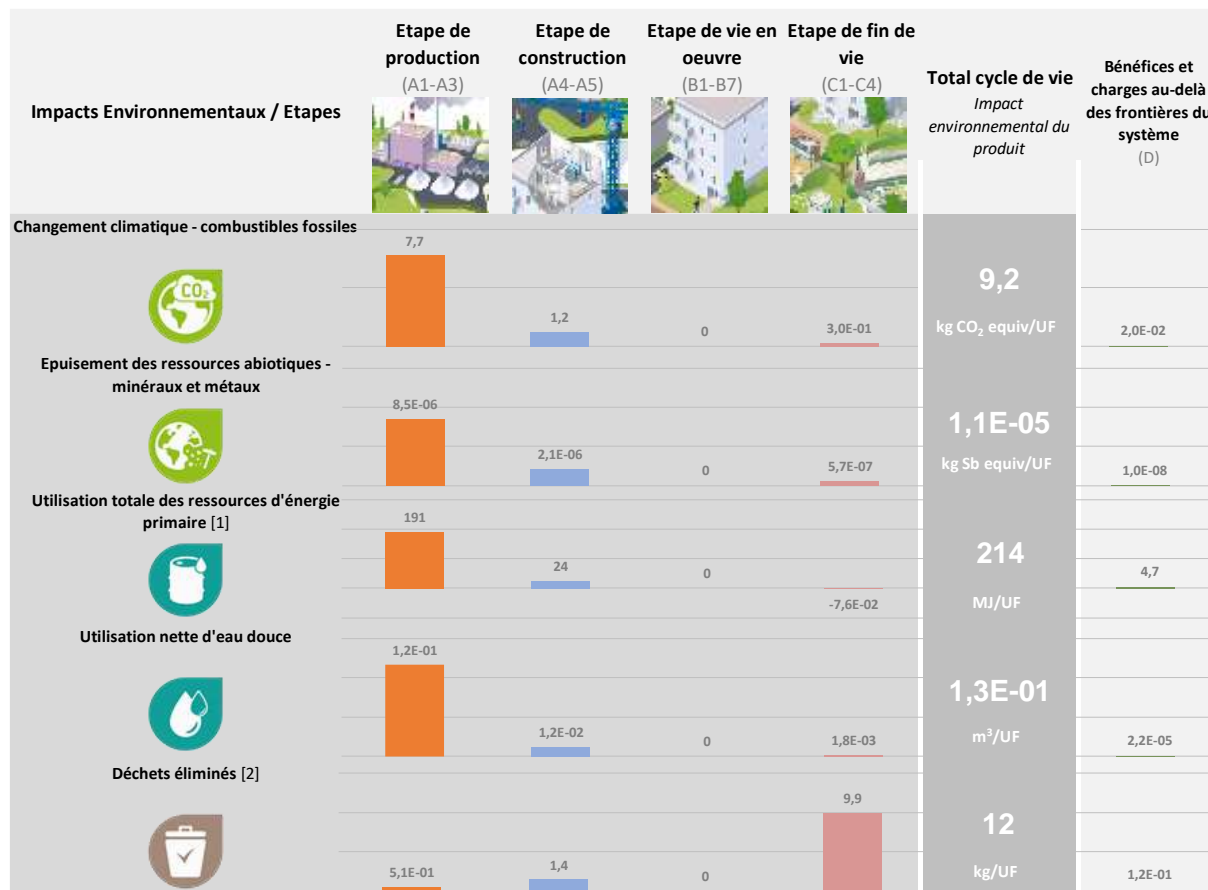 Impacts Environnementaux / Etapes
Etape de
production
(A1-A3)
Etape de
construction
(A4-A5)
Etape de vie en
oeuvre
(B1-B7)
Etape de fin de
vie
(C1-C4)
Total cycle de vie
Impact
environnemental du
produit
Bénéfices et
charges au-delà
des frontières du
système
(D)
Changement climatique - combustibles fossiles
CO2
7,7
1,2
0
3,0E-01
9,2
kg CO₂ equiv/UF
2,0E-02
Epuisement des ressources abiotiques -
minéraux et métaux
8,5E-06
2,1E-06
0
5,7E-07
1,1E-05
kg Sb equiv/UF
1,0E-08
Utilisation totale des ressources d'énergie
primaire [1]
191
24
0
-7,6E-02
214
MJ/UF
4,7
Utilisation nette d'eau douce
1,2E-01
1,2E-02
0
1,8E-03
1,3E-01
m³/UF
2,2E-05
Déchets éliminés [2]
5,1E-01
1,4
0
9,9
12
kg/UF
1,2E-01